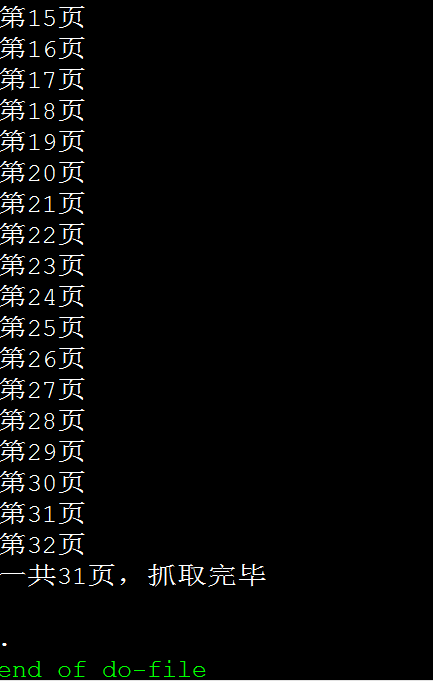 第15页
第16页
第17页
第18页
第19页
第20页
第21页
第22页
第23页
第24页
第25页
第26页
第27页
第28页
第29页
第30页
第31页
第32页
一共31页，抓取完毕
.
end of do-file